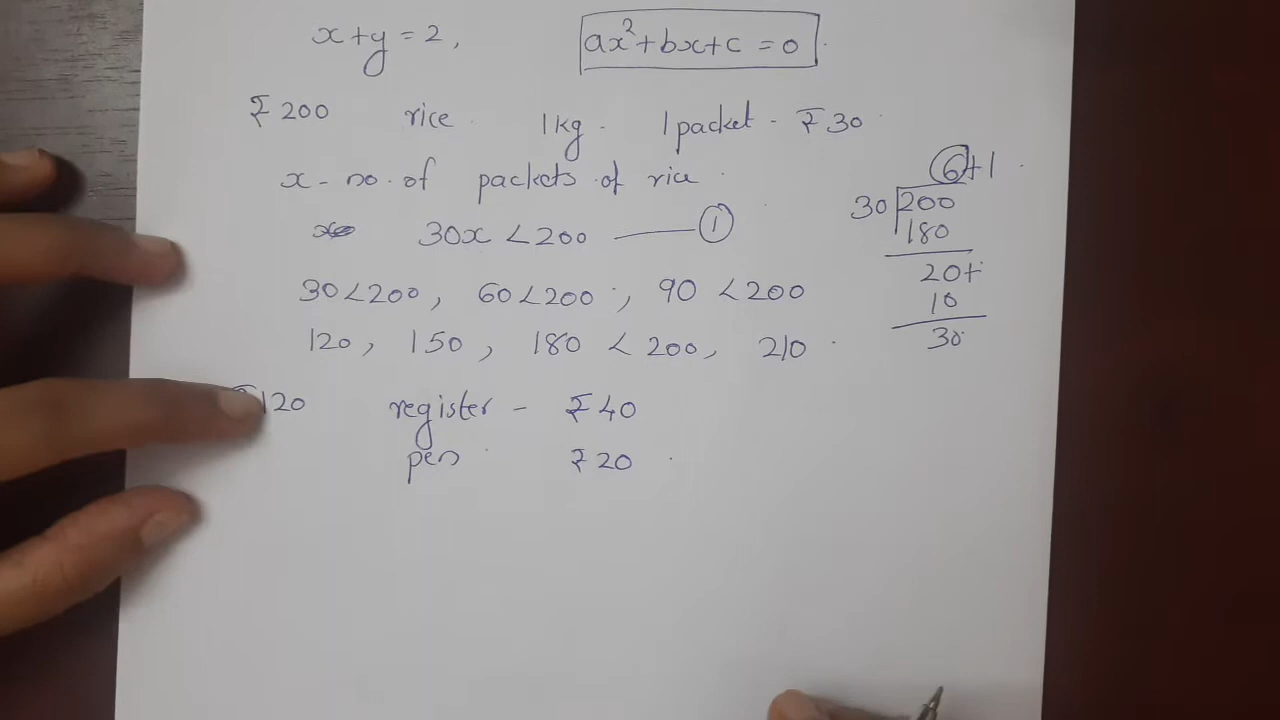 x+y=2, ax²+bx+c=0
₹200 rice 1kg. 1packet - ₹30
x - no. of packets of rice
30x < 200 —— ①
30<200, 60<200, 90<200
120, 150, 180 < 200, 210
₹120 register - ₹40
pen ₹20
6+1
30 200
180
20+
10
30